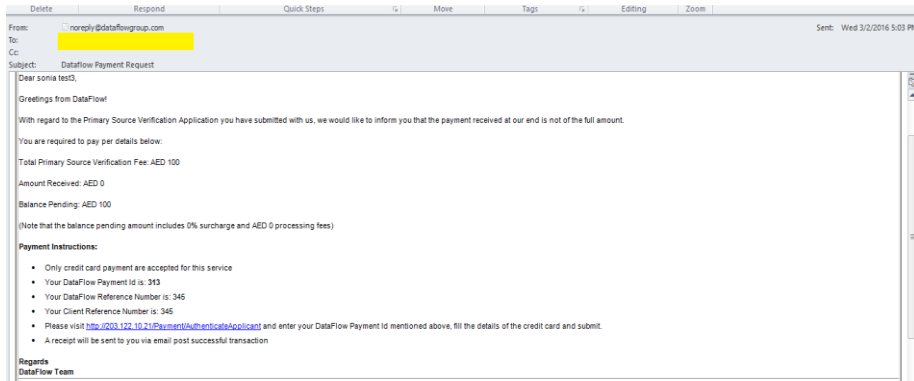 Delete Respond Quick Steps Move Tags Editing Zoom
From: noreply@dataflowgroup.com Sent: Wed 3/2/2016 5:03 PM
To:
Cc:
Subject: Dataflow Payment Request
Dear sonia test3,
Greetings from DataFlow!
With regard to the Primary Source Verification Application you have submitted with us, we would like to inform you that the payment received at our end is not of the full amount.
You are required to pay per details below:
Total Primary Source Verification Fee: AED 100
Amount Received: AED 0
Balance Pending: AED 100
(Note that the balance pending amount includes 0% surcharge and AED 0 processing fees)
Payment Instructions:
• Only credit card payment are accepted for this service
• Your DataFlow Payment Id is: 313
• Your DataFlow Reference Number is: 345
• Your Client Reference Number is: 345
• Please visit http://203.122.10.21/Payment/AuthenticateApplicant and enter your DataFlow Payment Id mentioned above, fill the details of the credit card and submit.
• A receipt will be sent to you via email post successful transaction
Regards
DataFlow Team